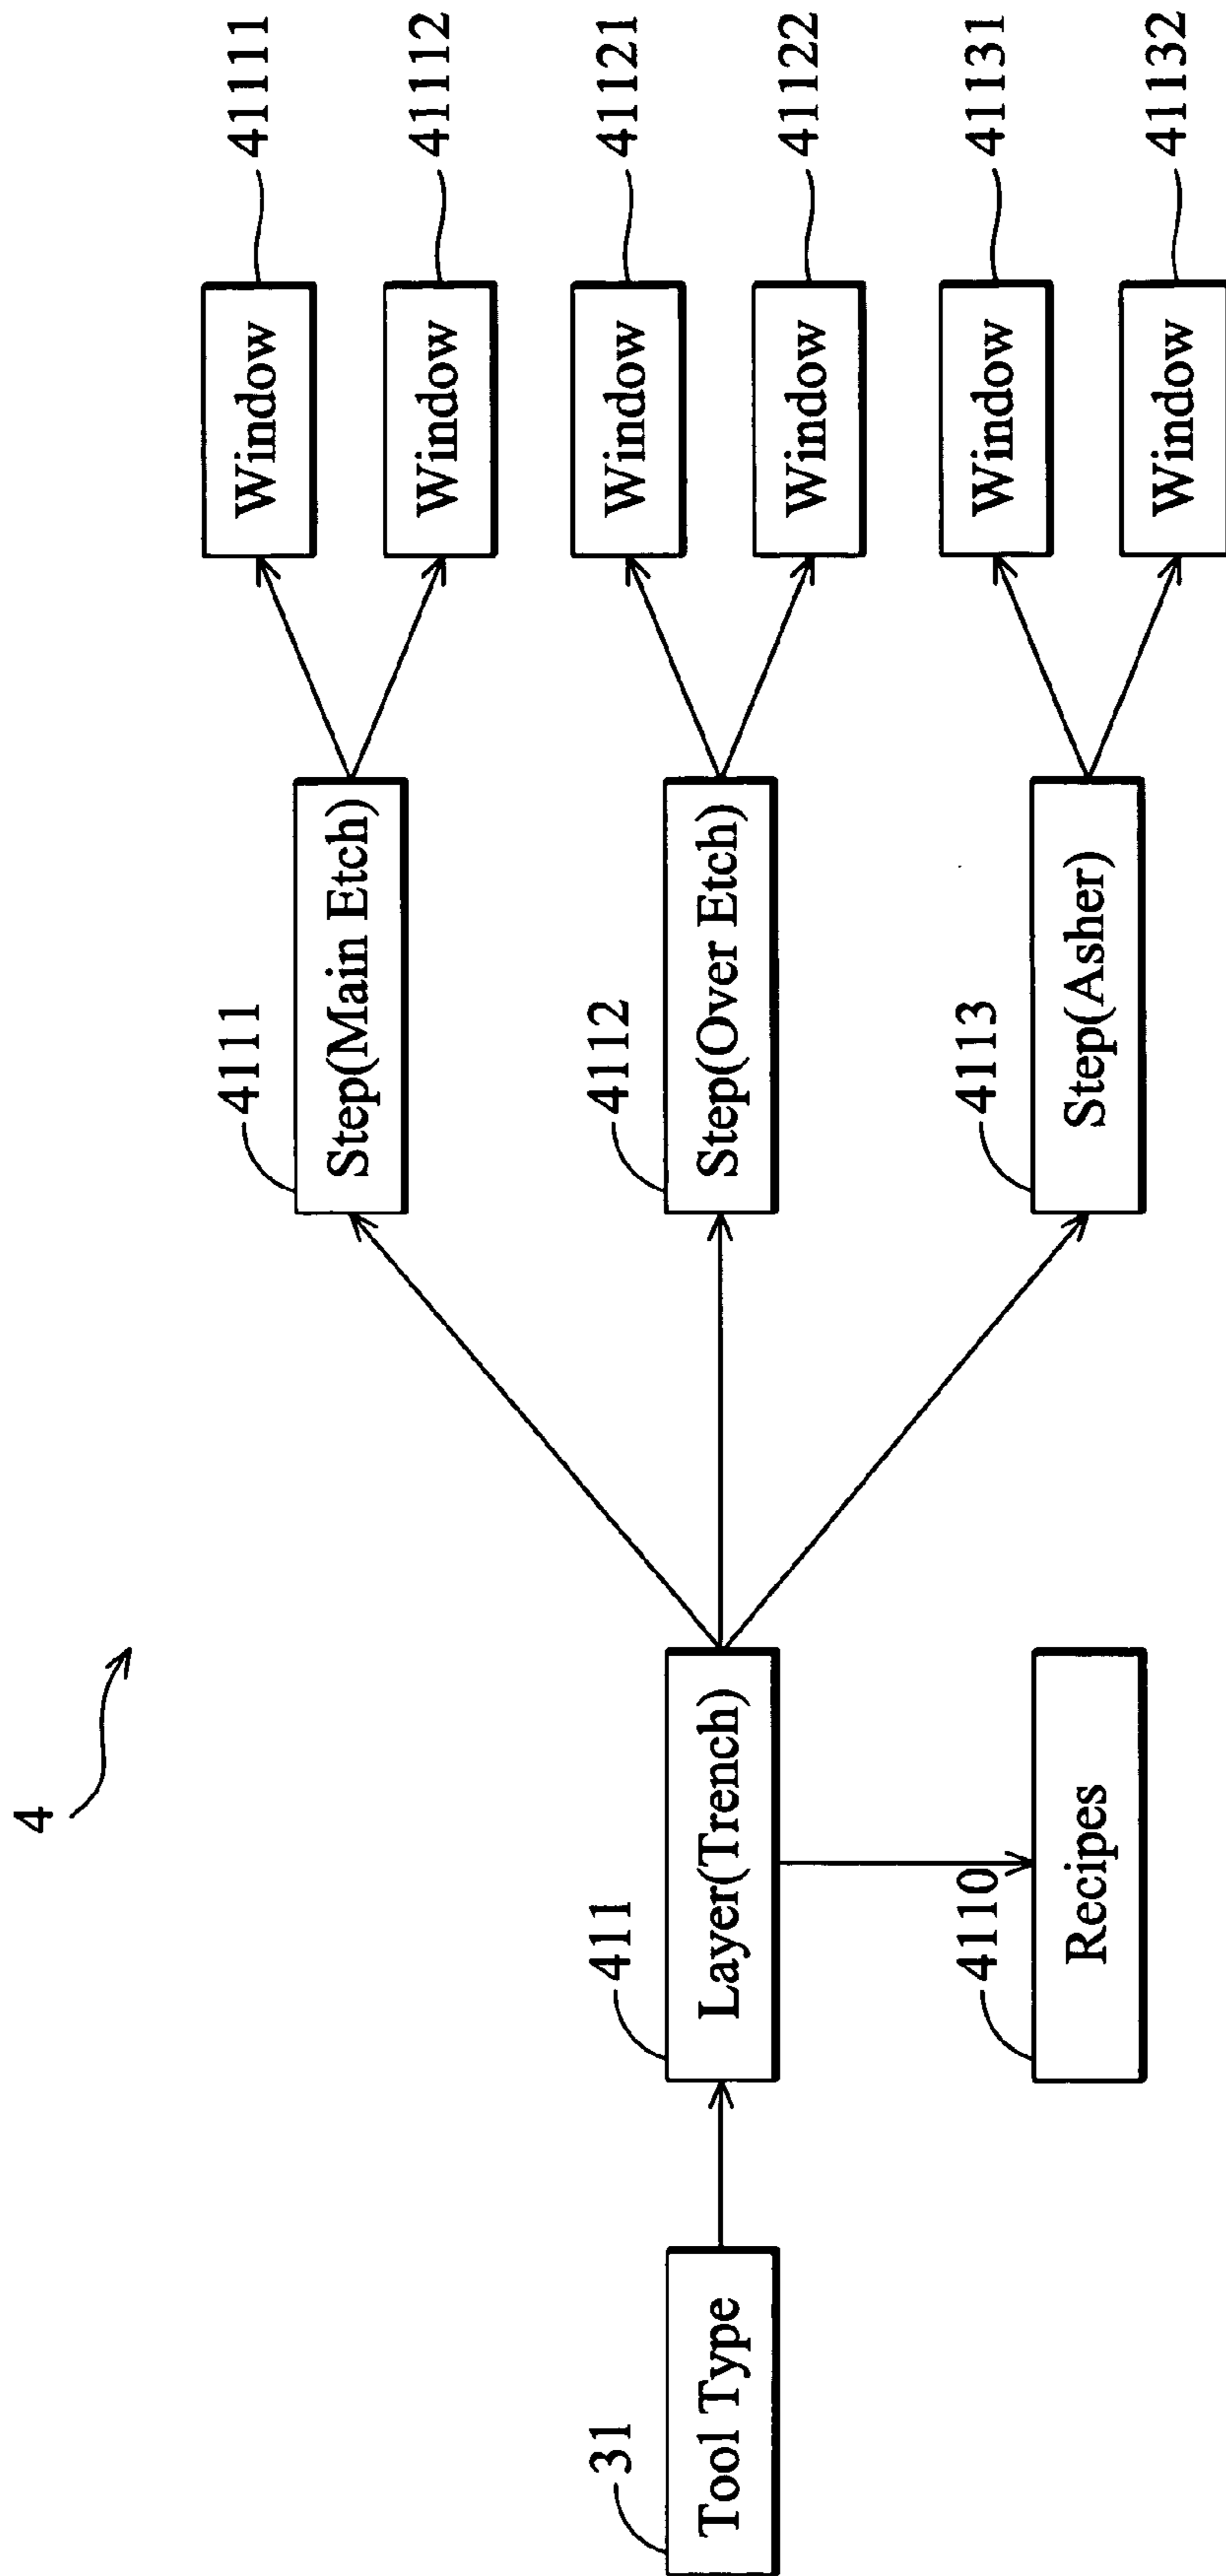 4
31
Tool Type
411
Layer(Trench)
4110
Recipes
4111
Step(Main Etch)
4112
Step(Over Etch)
4113
Step(Asher)
Window
41111
Window
41112
Window
41121
Window
41122
Window
41131
Window
41132